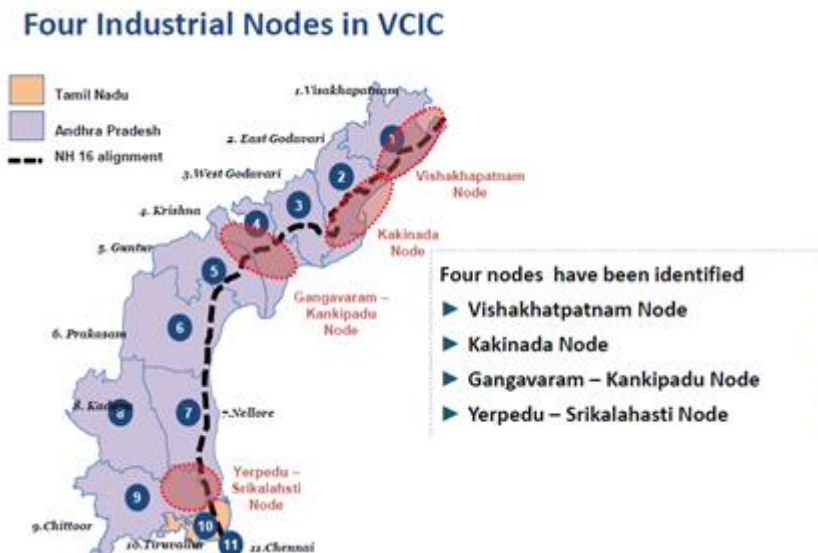 Four Industrial Nodes in VCIC
Tamil Nadu
Andhra Pradesh
NH 16 alignment
1.Visakhapatnam
2. East Godavari
3.West Godavari
4. Krishna
5. Guntur
6. Prakasam
8. Kadapa
7.Nellore
9.Chittoor
10.Tiruvallur
11.Chennai
1
2
3
4
5
6
8
7
9
10
11
Vishakhapatnam
Node
Kakinada
Node
Gangavaram –
Kankipadu
Node
Yerpedu –
Srikalahsti
Node
Four nodes have been identified
► Vishakhatpatnam Node
► Kakinada Node
► Gangavaram – Kankipadu Node
► Yerpedu – Srikalahasti Node